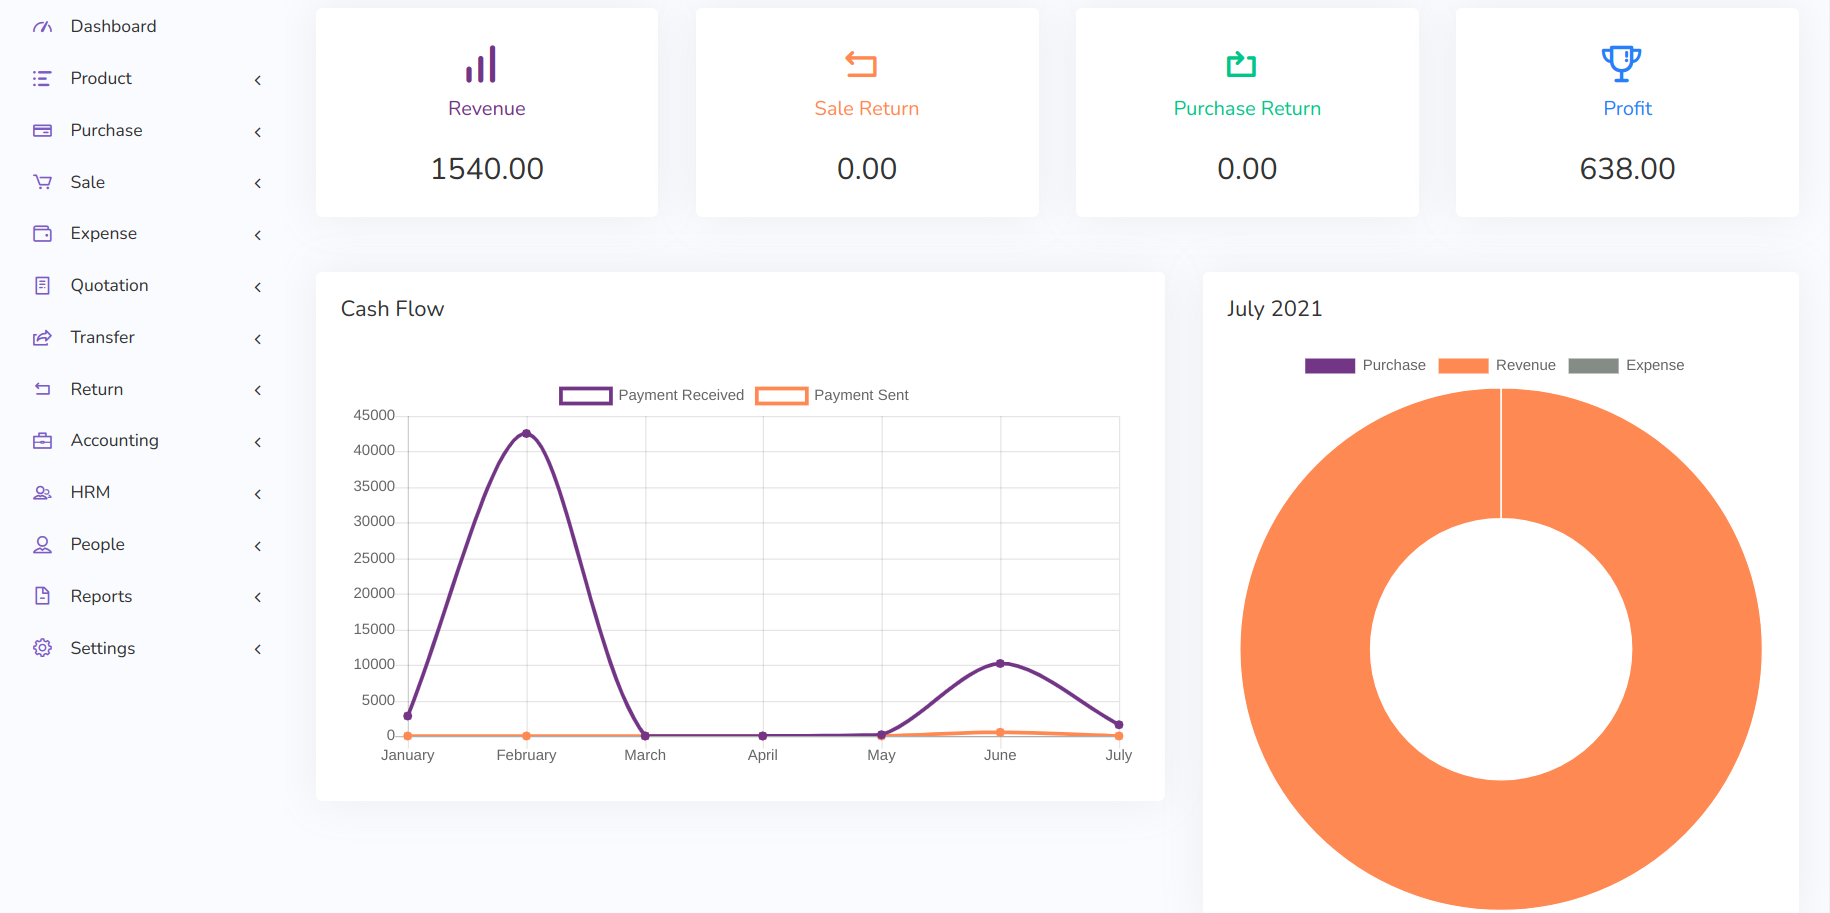 Dashboard
Product
Purchase
Sale
Expense
Quotation
Transfer
Return
Accounting
HRM
People
Reports
Settings
Revenue
1540.00
Sale Return
0.00
Purchase Return
0.00
Profit
638.00
Cash Flow
Payment Received Payment Sent
45000
40000
35000
30000
25000
20000
15000
10000
5000
0
January February March April May June July
July 2021
Purchase Revenue Expense